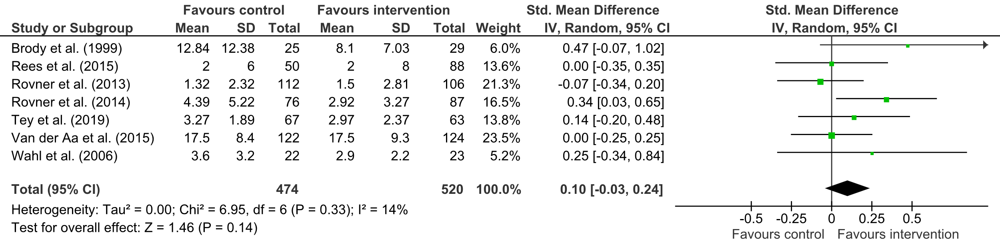 Favours control Favours intervention Std. Mean Difference Std. Mean Difference
Study or Subgroup Mean SD Total Mean SD Total Weight IV, Random, 95% CI IV, Random, 95% CI
Brody et al. (1999) 12.84 12.38 25 8.1 7.03 29 6.0% 0.47 [-0.07, 1.02]
Rees et al. (2015) 2 6 50 2 8 88 13.6% 0.00 [-0.35, 0.35]
Rovner et al. (2013) 1.32 2.32 112 1.5 2.81 106 21.3% -0.07 [-0.34, 0.20]
Rovner et al. (2014) 4.39 5.22 76 2.92 3.27 87 16.5% 0.34 [0.03, 0.65]
Tey et al. (2019) 3.27 1.89 67 2.97 2.37 63 13.8% 0.14 [-0.20, 0.48]
Van der Aa et al. (2015) 17.5 8.4 122 17.5 9.3 124 23.5% 0.00 [-0.25, 0.25]
Wahl et al. (2006) 3.6 3.2 22 2.9 2.2 23 5.2% 0.25 [-0.34, 0.84]
Total (95% CI) 474 520 100.0% 0.10 [-0.03, 0.24]
Heterogeneity: Tau² = 0.00; Chi² = 6.95, df = 6 (P = 0.33); I² = 14%
Test for overall effect: Z = 1.46 (P = 0.14)
-0.5 -0.25 0 0.25 0.5
Favours control Favours intervention